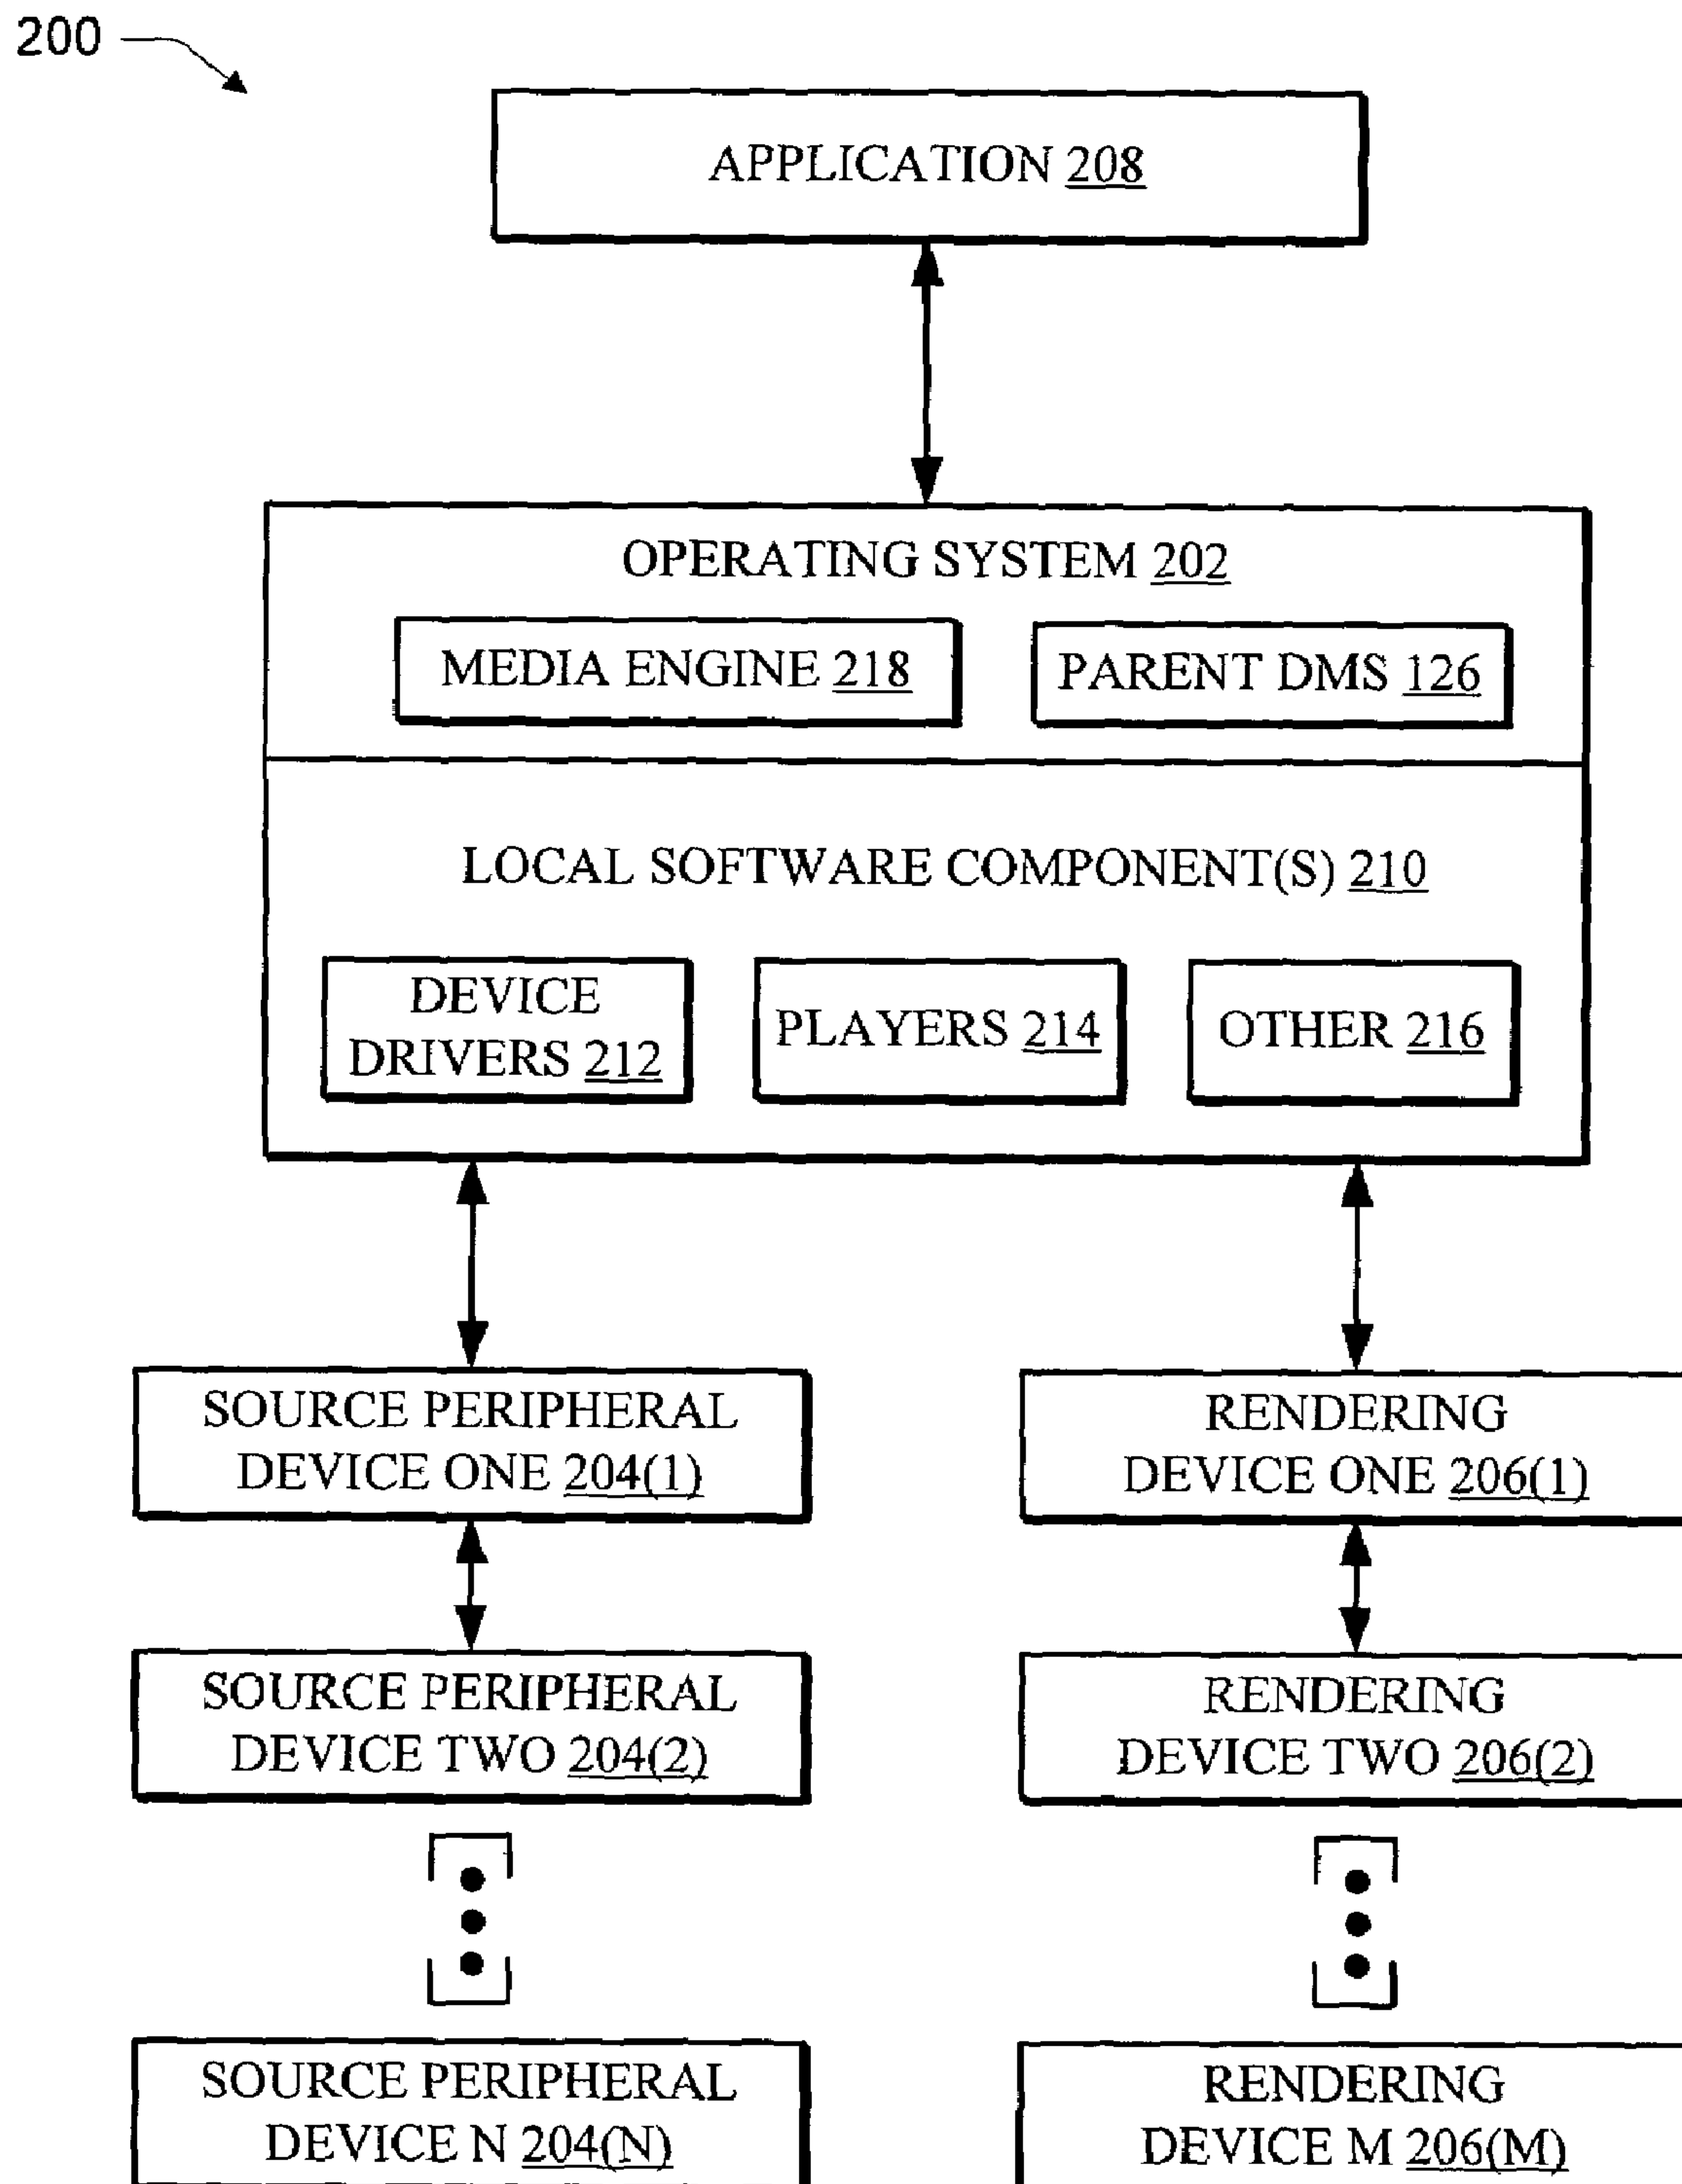 200
APPLICATION 208
OPERATING SYSTEM 202
MEDIA ENGINE 218
PARENT DMS 126
LOCAL SOFTWARE COMPONENT(S) 210
DEVICE
DRIVERS 212
PLAYERS 214
OTHER 216
SOURCE PERIPHERAL
DEVICE ONE 204(1)
RENDERING
DEVICE ONE 206(1)
SOURCE PERIPHERAL
DEVICE TWO 204(2)
RENDERING
DEVICE TWO 206(2)
SOURCE PERIPHERAL
DEVICE N 204(N)
RENDERING
DEVICE M 206(M)